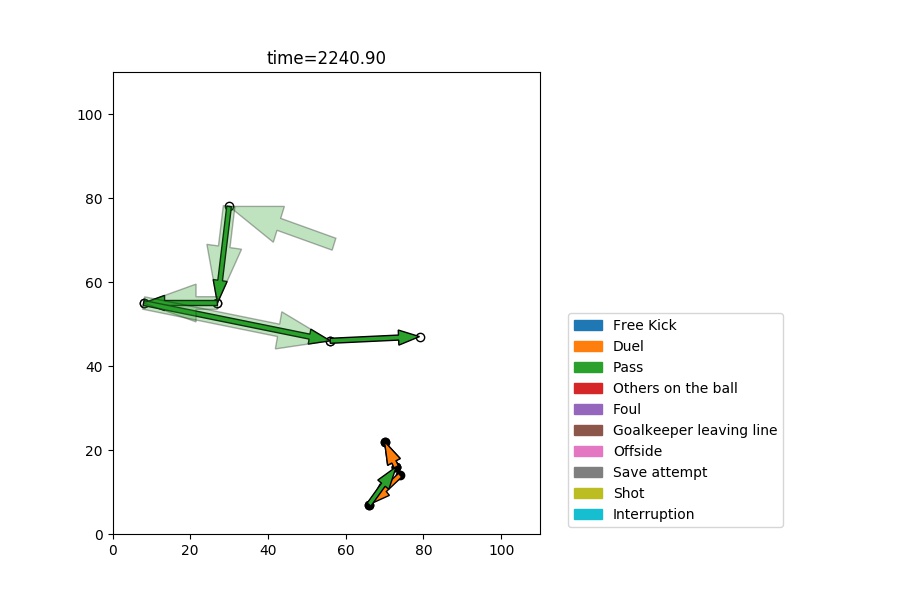 time=2240.90
100
80
60
40
20
0
0 20 40 60 80 100
Free Kick
Duel
Pass
Others on the ball
Foul
Goalkeeper leaving line
Offside
Save attempt
Shot
Interruption